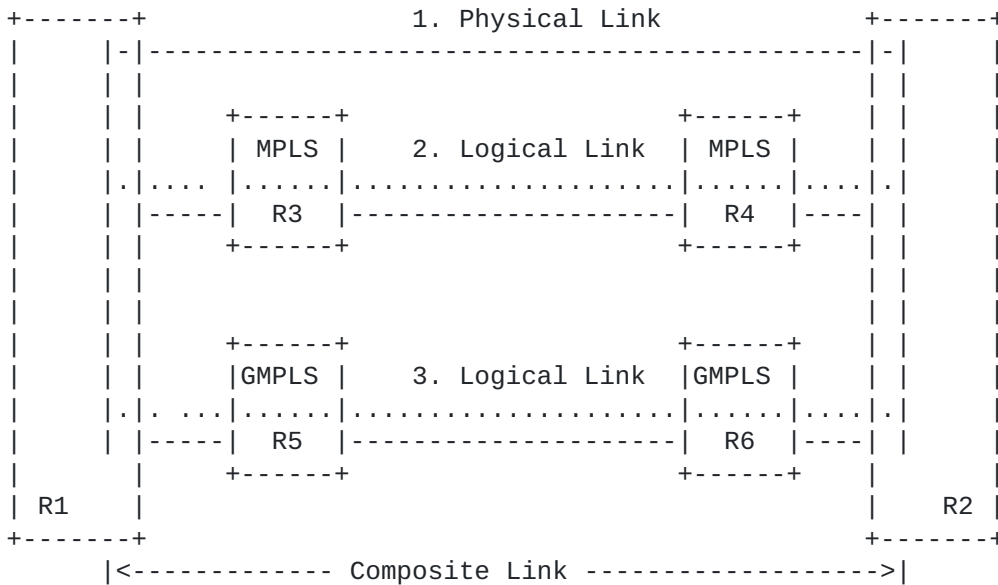 1. Physical Link
MPLS 2. Logical Link MPLS
R3 R4
GMPLS 3. Logical Link GMPLS
R5 R6
R1 R2
Composite Link